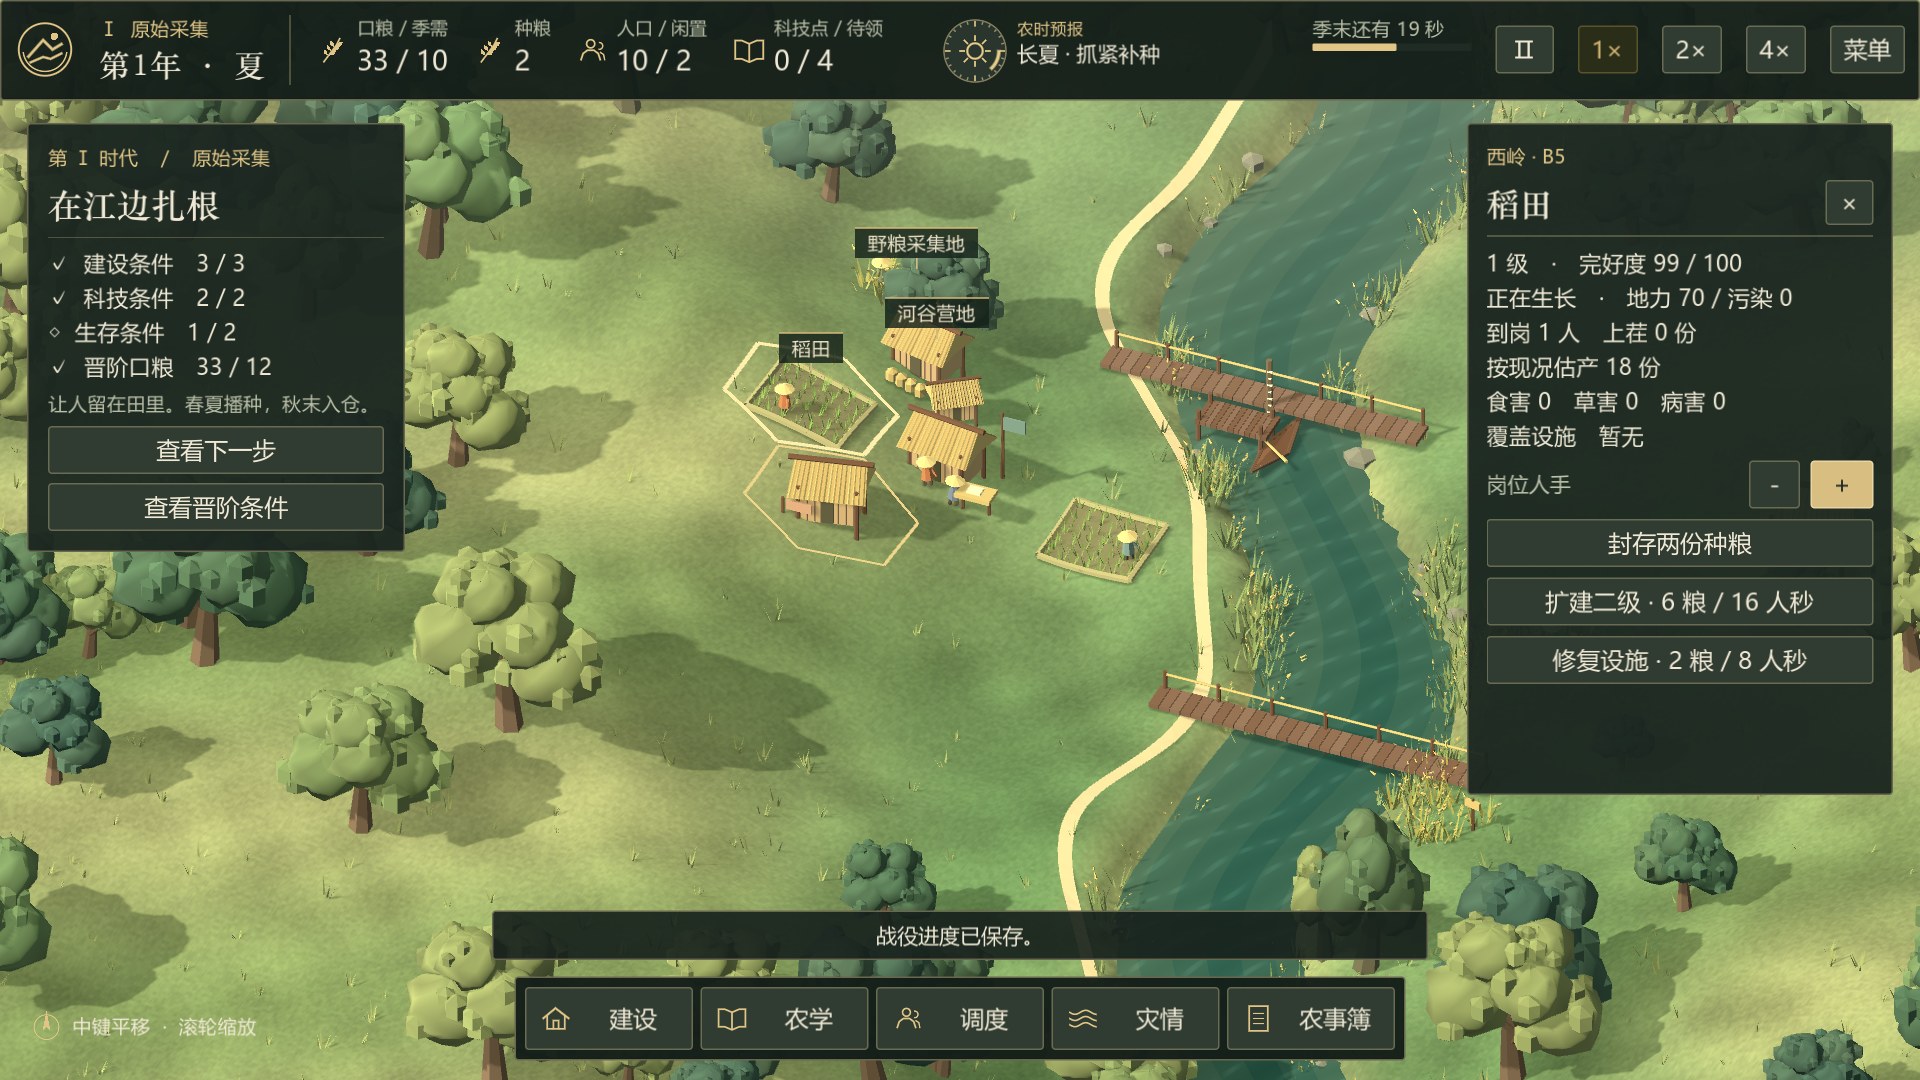 I 原始采集
第1年 · 夏
口粮 / 季需
33 / 10
种粮
2
人口 / 闲置
10 / 2
科技点 / 待领
0 / 4
农时预报
长夏 · 抓紧补种
季末还有 19 秒
II
1×
2×
4×
菜单
第 I 时代 / 原始采集
在江边扎根
✓ 建设条件 3 / 3
✓ 科技条件 2 / 2
◇ 生存条件 1 / 2
✓ 晋阶口粮 33 / 12
让人留在田里。春夏播种，秋末入仓。
查看下一步
查看晋阶条件
野粮采集地
河谷营地
稻田
西岭 · B5
稻田
×
1 级 · 完好度 99 / 100
正在生长 · 地力 70 / 污染 0
到岗 1 人 上茬 0 份
按现况估产 18 份
食害 0 草害 0 病害 0
覆盖设施 暂无
岗位人手
-
+
封存两份种粮
扩建二级 · 6 粮 / 16 人秒
修复设施 · 2 粮 / 8 人秒
战役进度已保存。
中键平移 · 滚轮缩放
建设
农学
调度
灾情
农事簿